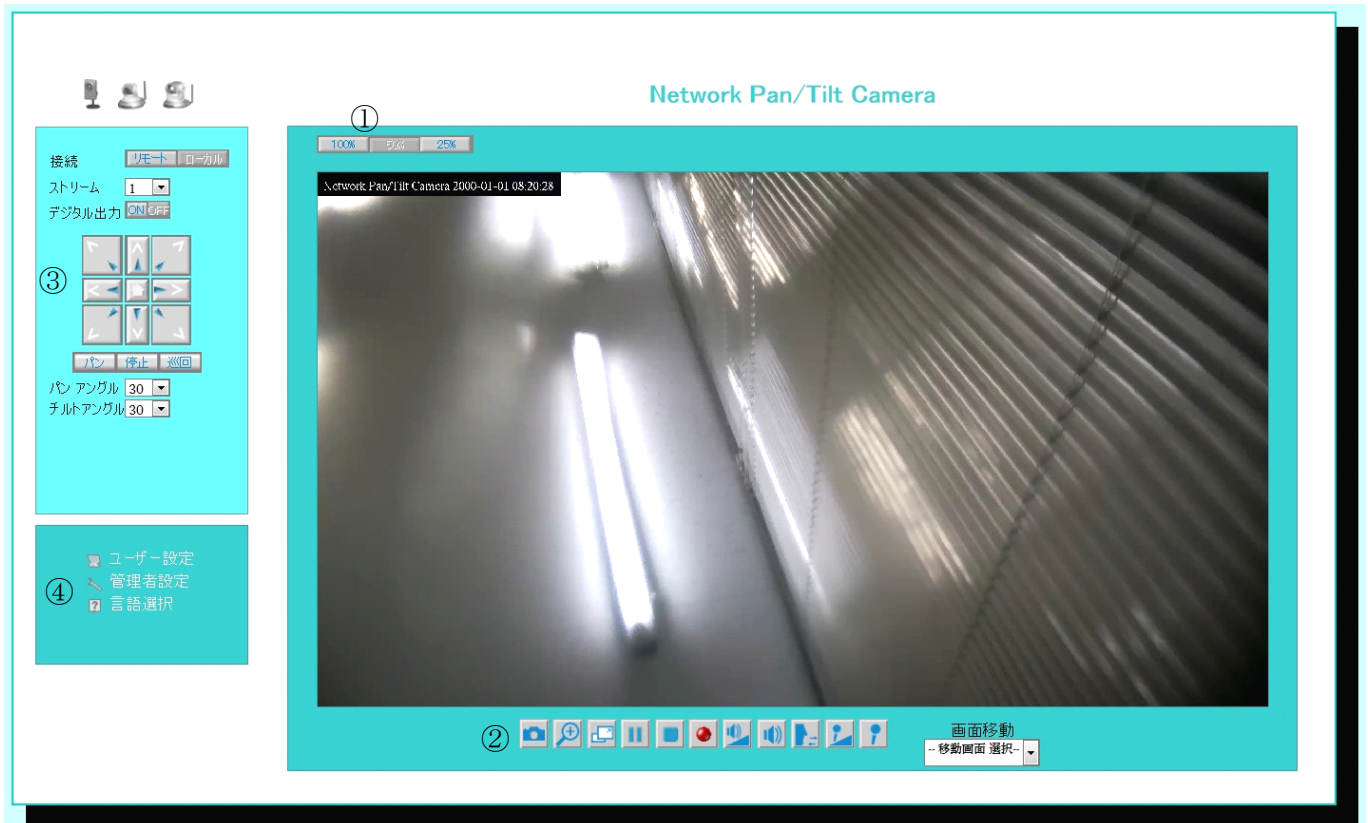 Network Pan/Tilt Camera
①
100% 50% 25%
接続 リモート ローカル
ストリーム 1
デジタル出力 ON OFF
③
パン 停止 巡回
パン アングル 30
チルトアングル 30
④
ユーザー設定
管理者設定
言語選択
Network Pan/Tilt Camera 2000-01-01 08:20:28
②
画面移動
-- 移動画面 選択--